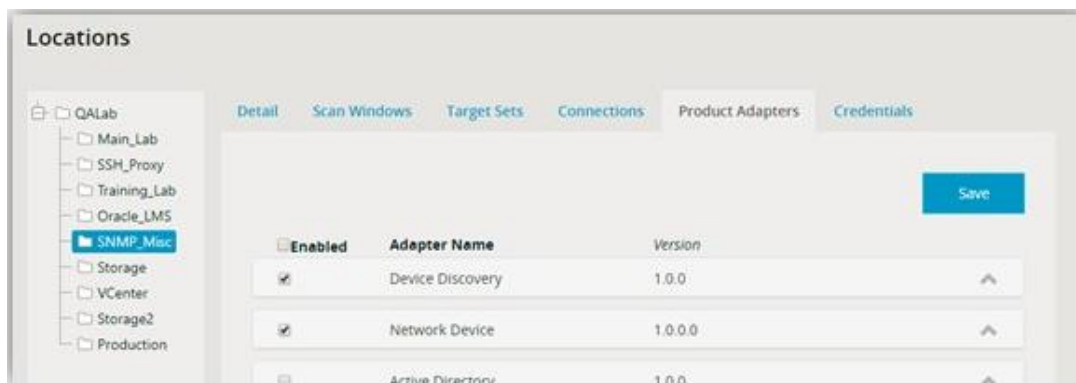 Locations
QALab
Main_Lab
SSH_Proxy
Training_Lab
Oracle_LMS
SNMP_Misc
Storage
VCenter
Storage2
Production
Detail Scan Windows Target Sets Connections Product Adapters Credentials
Save
Enabled Adapter Name Version
Device Discovery 1.0.0
Network Device 1.0.0.0
Active Directory 1.0.0